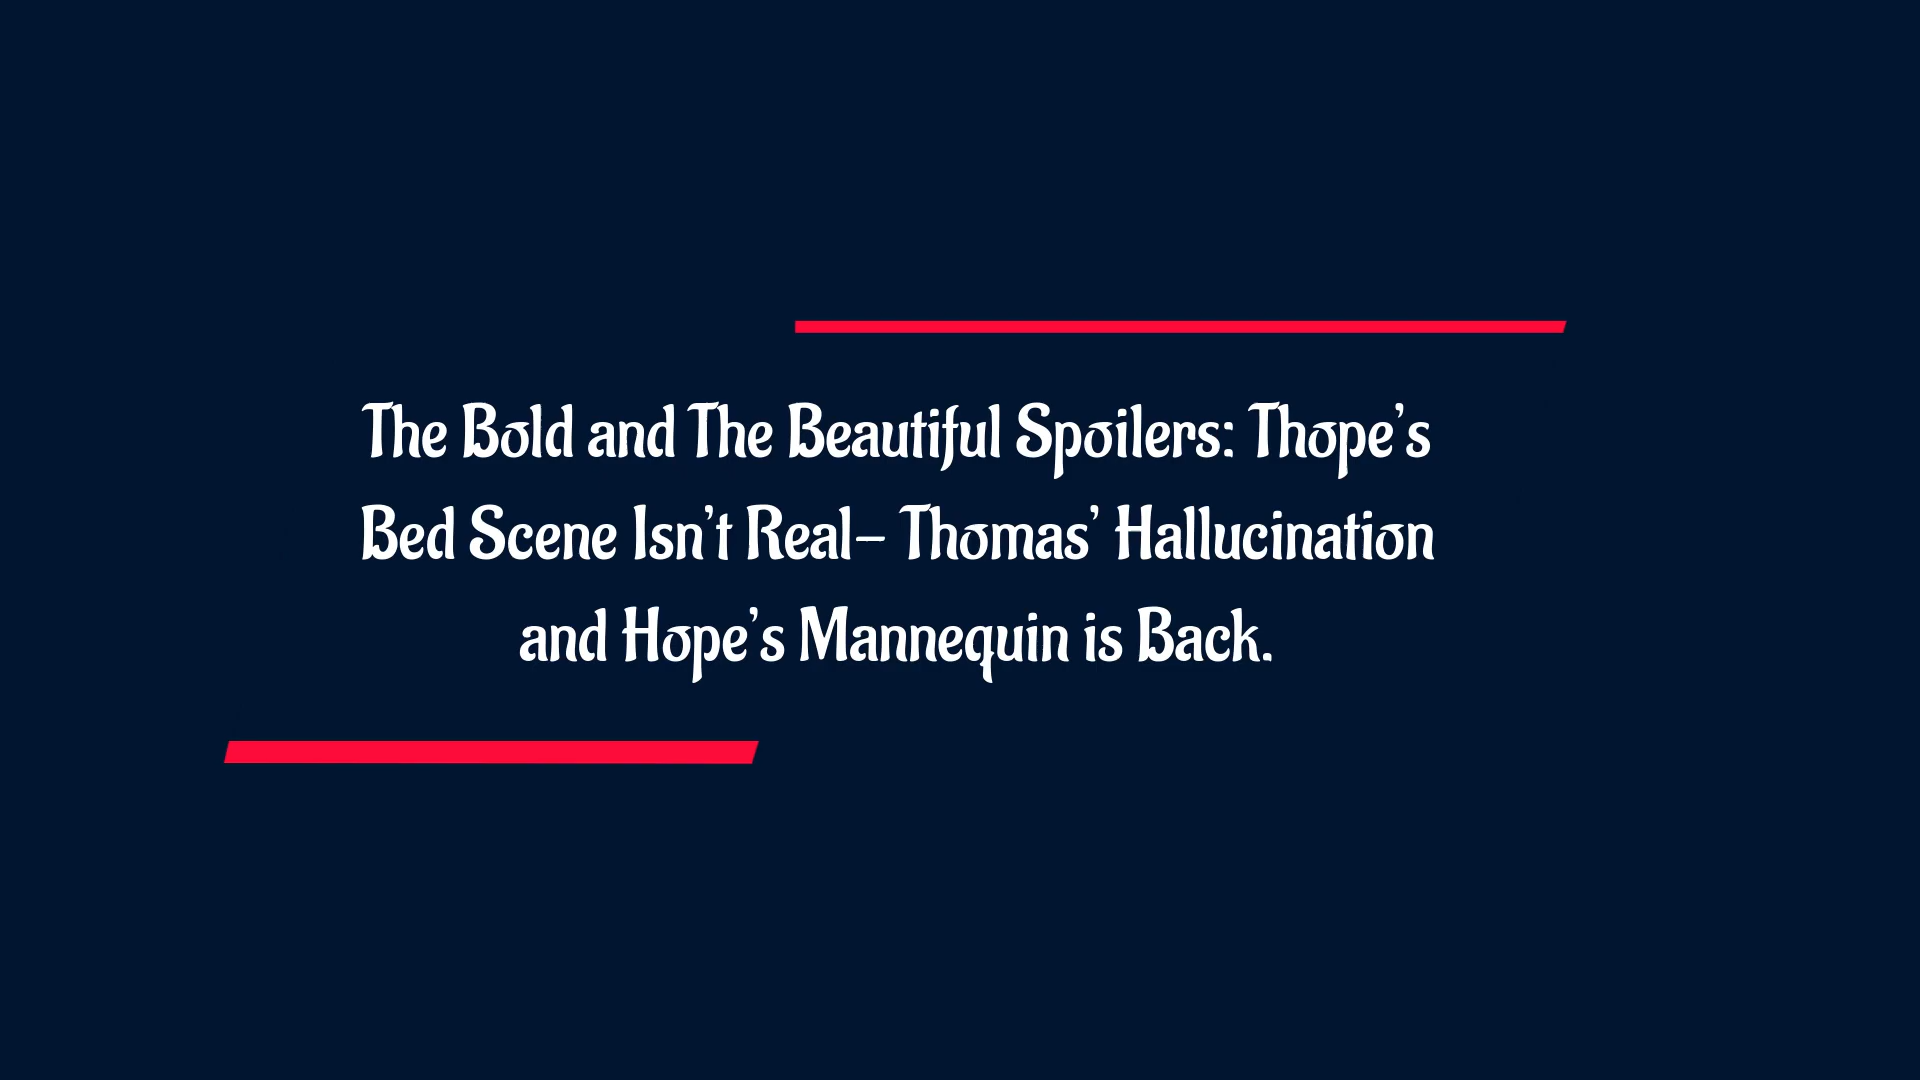 The Bold and The Beautiful Spoilers: Thope’s
Bed Scene Isn’t Real– Thomas’ Hallucination
and Hope’s Mannequin is Back.